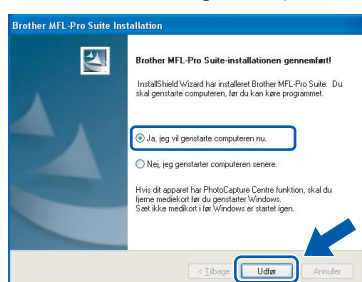 Brother MFL-Pro Suite Installation
Brother MFL-Pro Suite-installationen gennemført!
InstallShield Wizard har installeret Brother MFL-Pro Suite. Du
skal genstarte computeren, før du kan køre programmet.
Ja, jeg vil genstarte computeren nu.
Nej, jeg genstarter computeren senere.
Hvis dit apparat har PhotoCapture Centre funktion, skal du
fjerne mediekort før du genstarter Windows.
Sæt ikke medikort i før Windows er startet igen.
< Tilbage Udfør Annuller